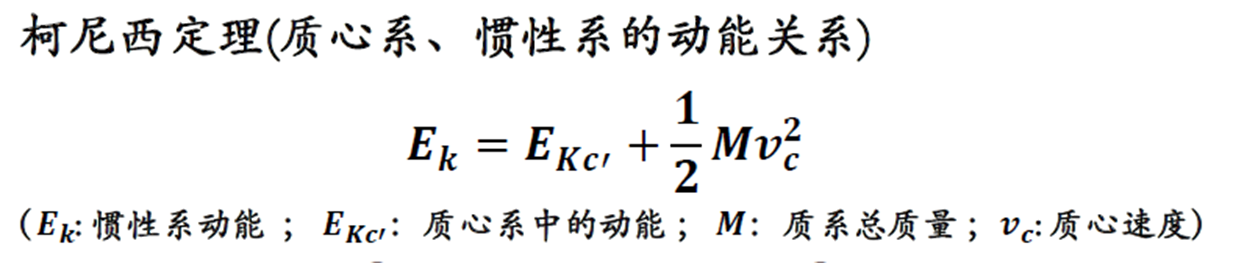 柯尼西定理(质心系、惯性系的动能关系)
E_k = E_{Kc'} + \frac{1}{2} M v_c^2
(E_k: 惯性系动能 ; E_{Kc'}: 质心系中的动能 ; M: 质系总质量 ; v_c: 质心速度)